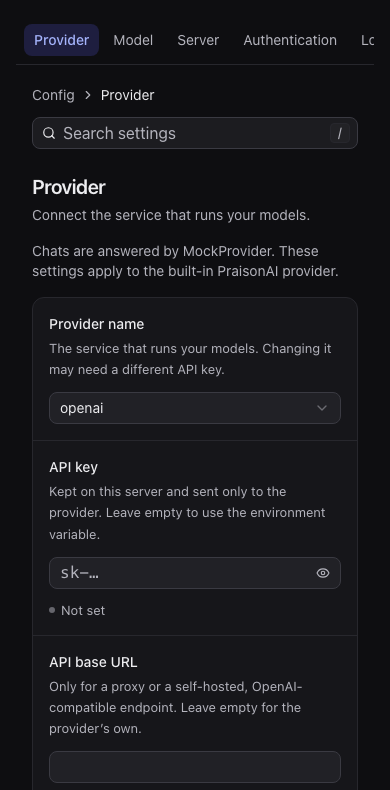 Provider Model Server Authentication Lo
Config > Provider
Search settings /
Provider
Connect the service that runs your models.
Chats are answered by MockProvider. These
settings apply to the built-in PraisonAI provider.
Provider name
The service that runs your models. Changing it
may need a different API key.
openai
API key
Kept on this server and sent only to the
provider. Leave empty to use the environment
variable.
sk-…
Not set
API base URL
Only for a proxy or a self-hosted, OpenAI-
compatible endpoint. Leave empty for the
provider's own.